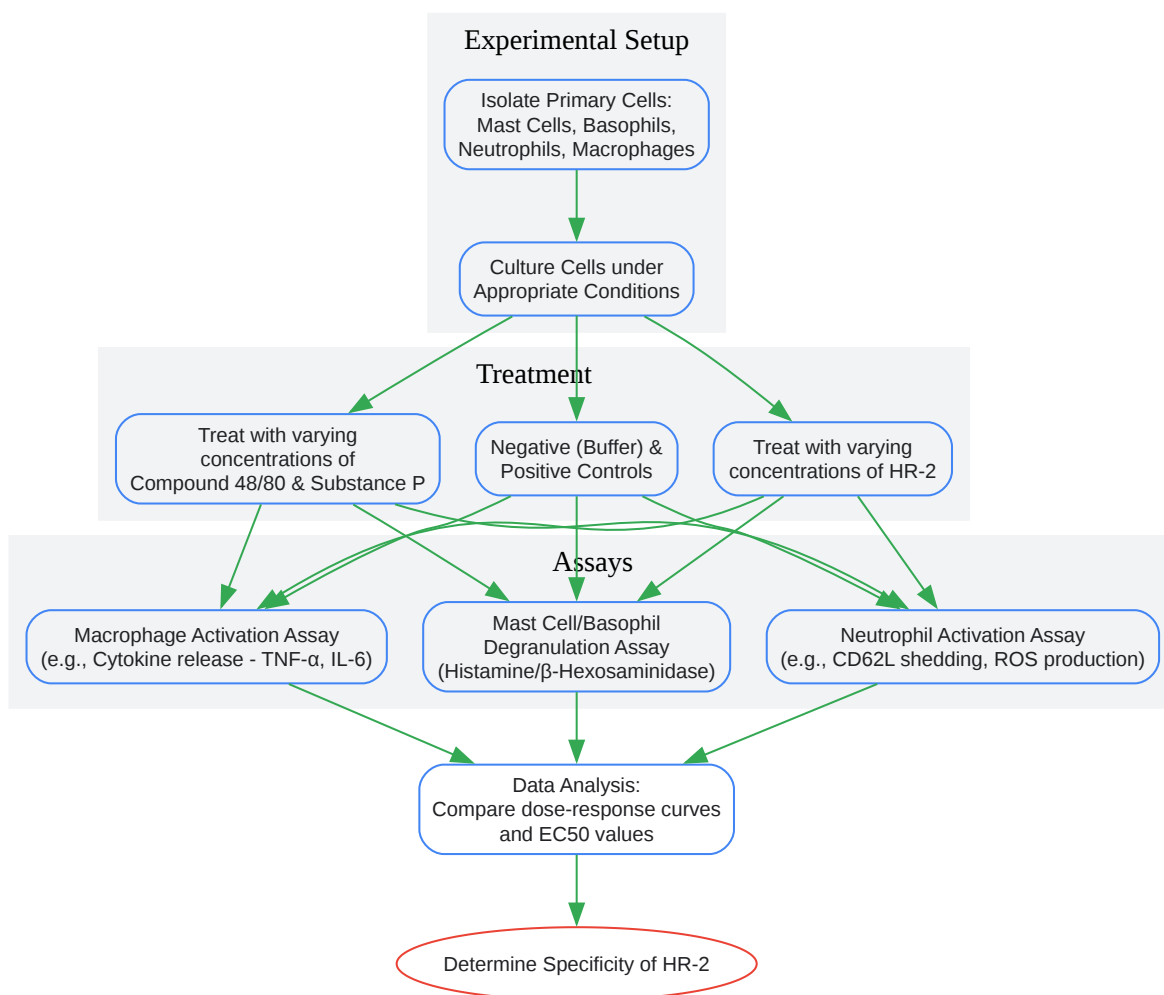 Experimental Setup
Isolate Primary Cells:
Mast Cells, Basophils,
Neutrophils, Macrophages
Culture Cells under
Appropriate Conditions
Treatment
Treat with varying
concentrations of
Compound 48/80 & Substance P
Negative (Buffer) &
Positive Controls
Treat with varying
concentrations of HR-2
Assays
Macrophage Activation Assay
(e.g., Cytokine release - TNF-α, IL-6)
Mast Cell/Basophil
Degranulation Assay
(Histamine/β-Hexosaminidase)
Neutrophil Activation Assay
(e.g., CD62L shedding, ROS production)
Data Analysis:
Compare dose-response curves
and EC50 values
Determine Specificity of HR-2